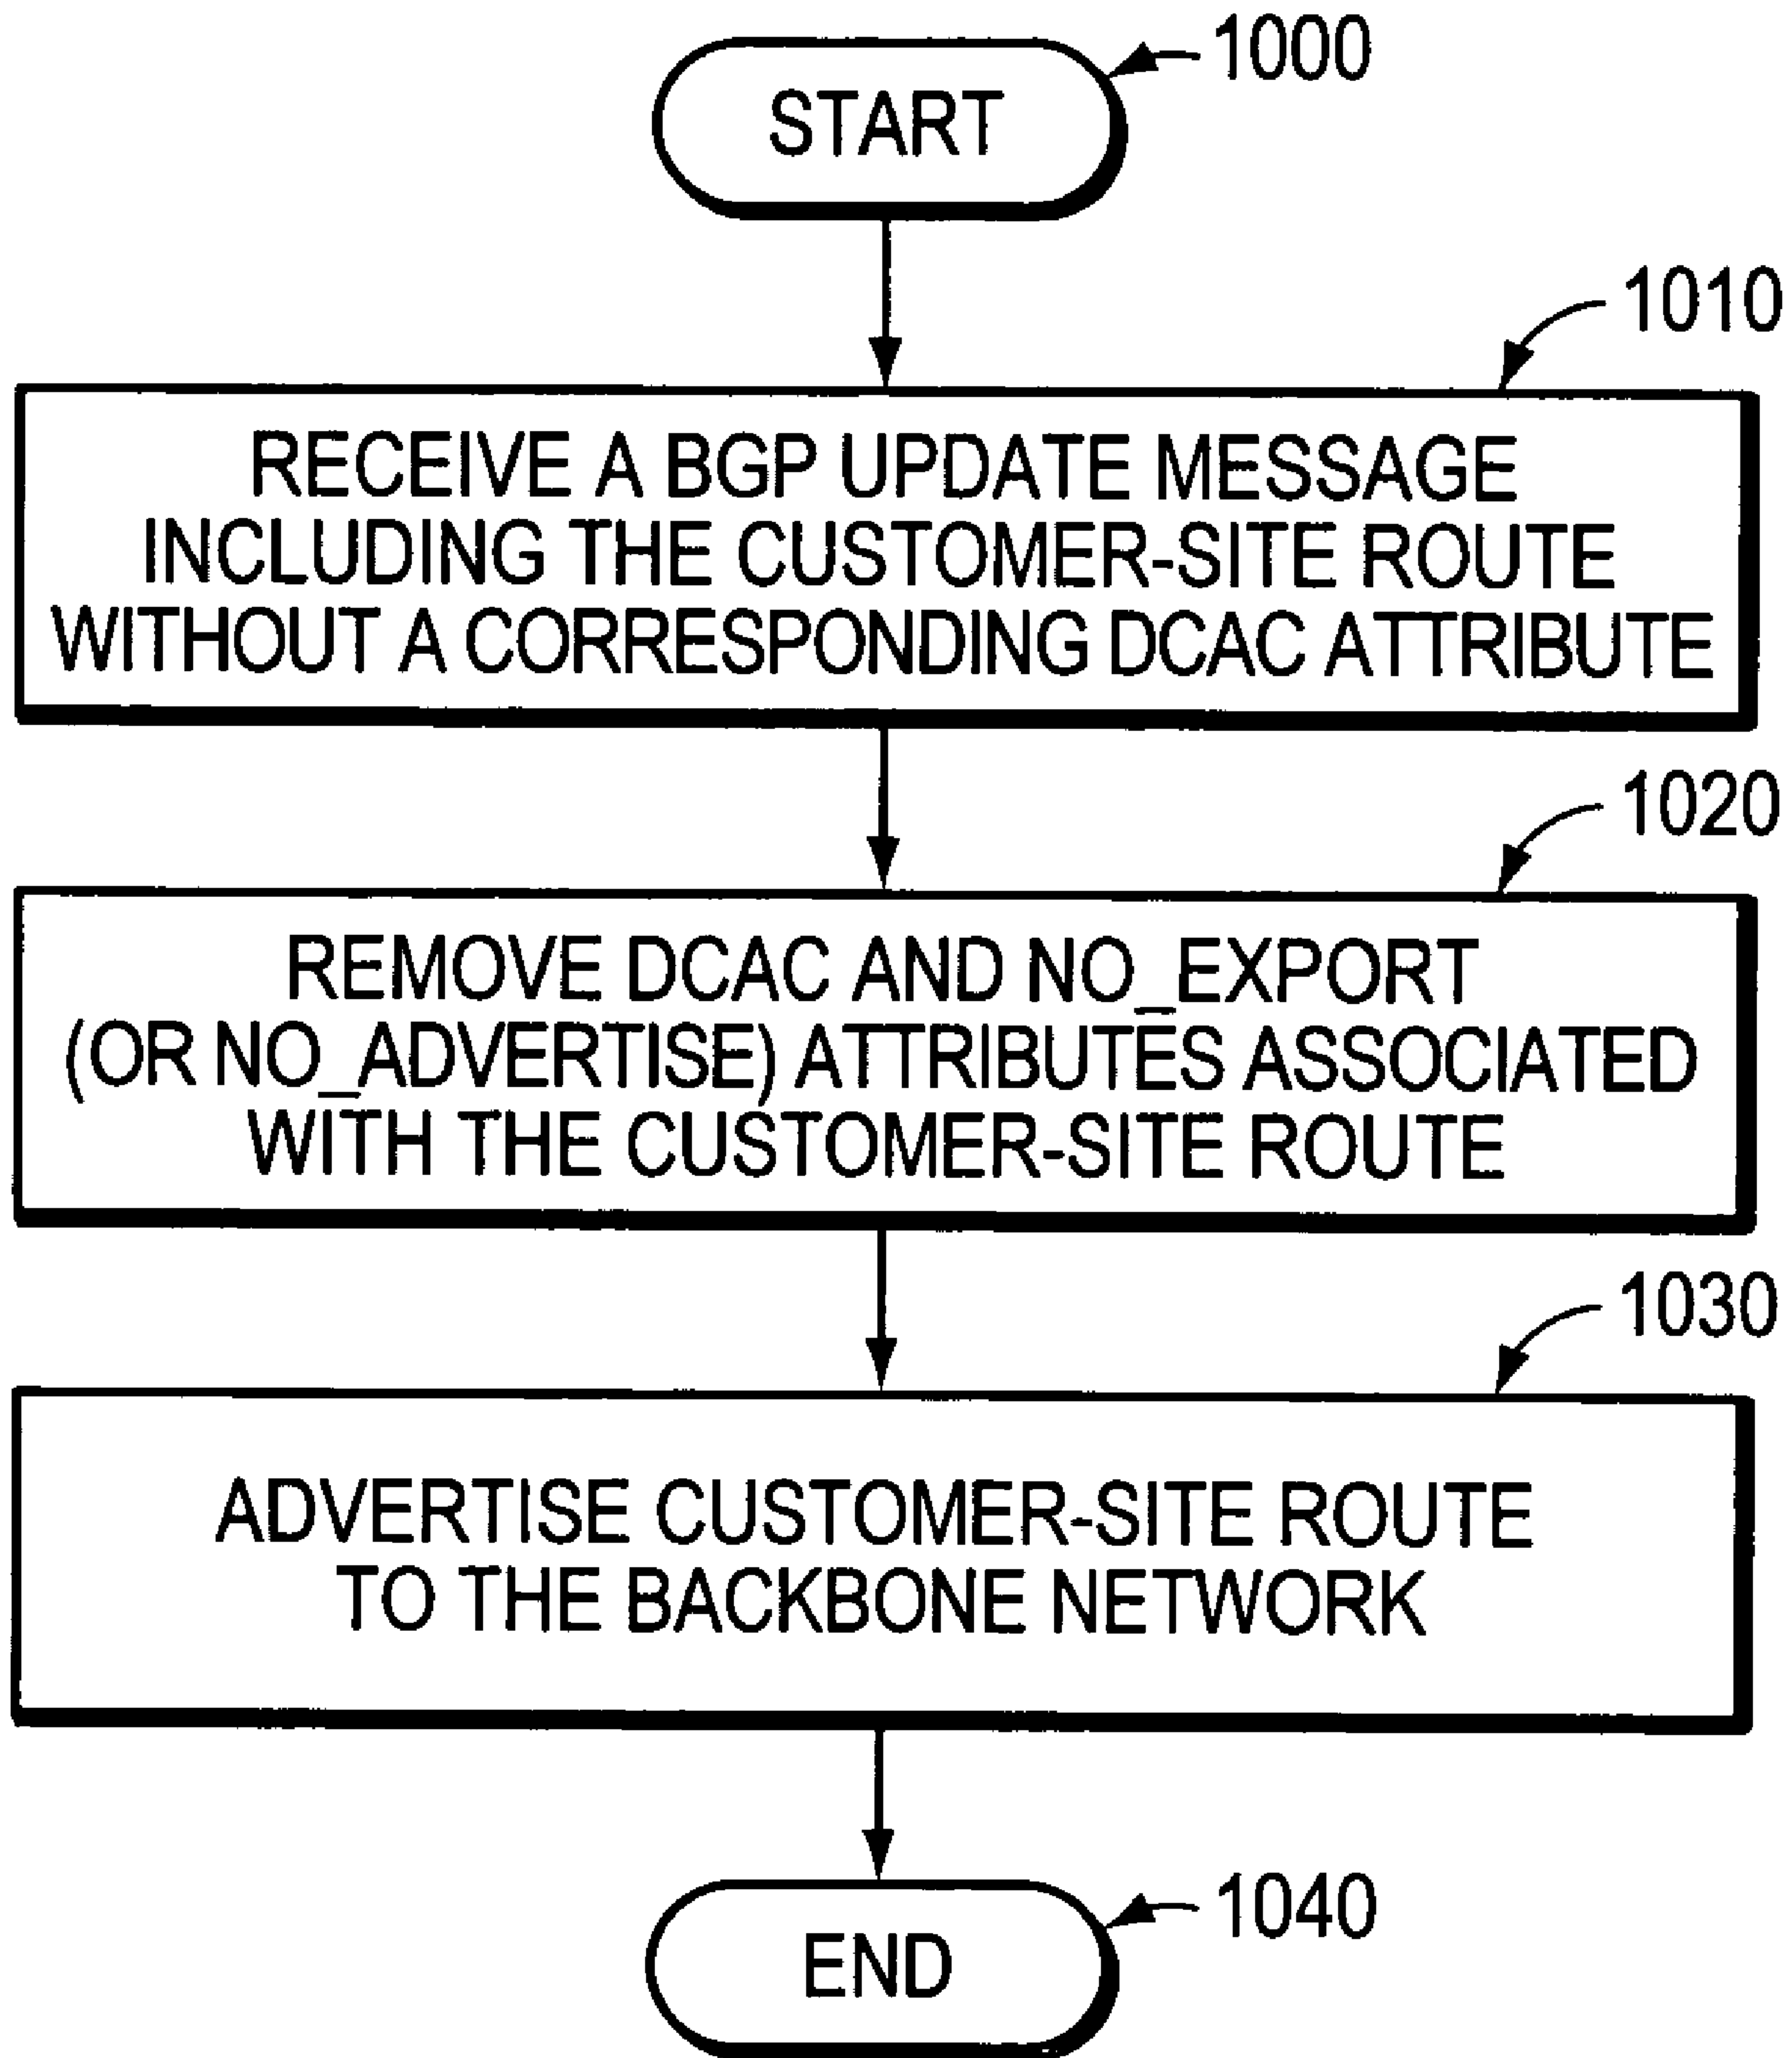 1000
START
1010
RECEIVE A BGP UPDATE MESSAGE
INCLUDING THE CUSTOMER-SITE ROUTE
WITHOUT A CORRESPONDING DCAC ATTRIBUTE
1020
REMOVE DCAC AND NO_EXPORT
(OR NO_ADVERTISE) ATTRIBUTES ASSOCIATED
WITH THE CUSTOMER-SITE ROUTE
1030
ADVERTISE CUSTOMER-SITE ROUTE
TO THE BACKBONE NETWORK
1040
END